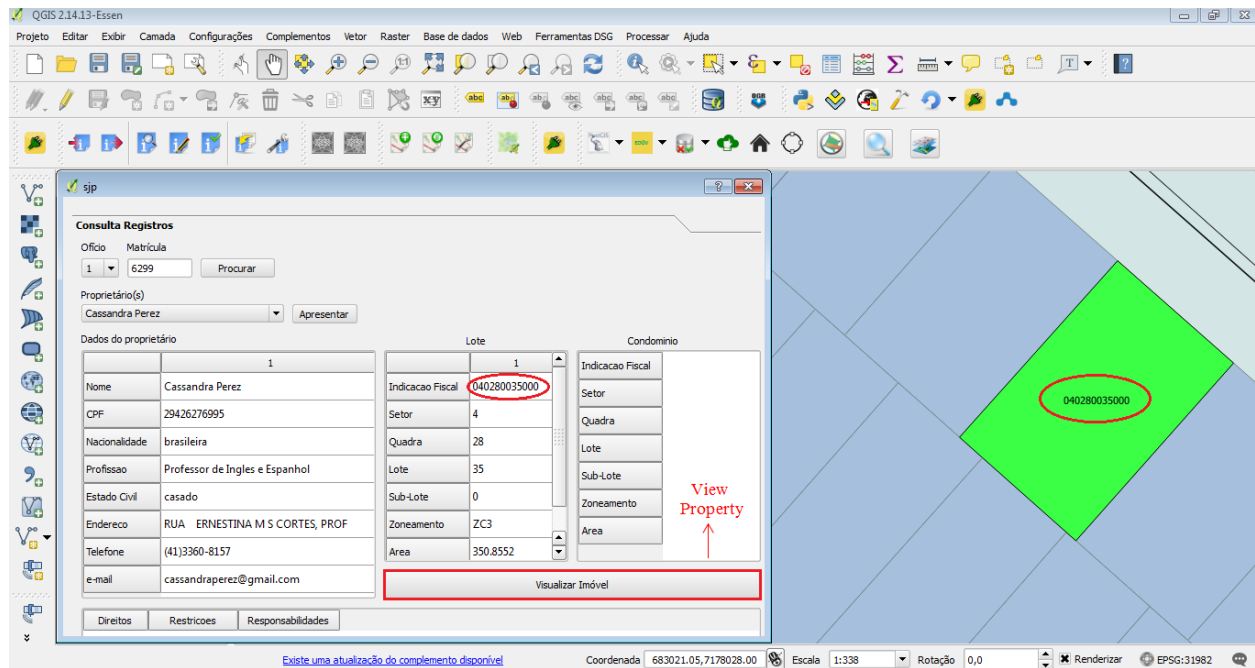 QGIS 2.14.13-Essen
Projeto Editar Exibir Camada Configurações Complementos Vetor Raster Base de dados Web Ferramentas DSG Processar Ajuda
sjp
Consulta Registros
Ofício Matrícula
1 6299 Procurar
Proprietário(s)
Cassandra Perez Apresentar
Dados do proprietário Lote Condominio
1 1
Nome Cassandra Perez
CPF 29426276995
Nacionalidade brasileira
Profissao Professor de Ingles e Espanhol
Estado Civil casado
Endereco RUA ERNESTINA M S CORTES, PROF
Telefone (41)3360-8157
e-mail cassandraperez@gmail.com
Indicacao Fiscal 040280035000
Setor 4
Quadra 28
Lote 35
Sub-Lote 0
Zoneamento ZC3
Area 350.8552
Indicacao Fiscal
Setor
Quadra
Lote
Sub-Lote
Zoneamento
Area
View
Property
Visualizar Imóvel
Direitos Restricoes Responsabilidades
040280035000
Existe uma atualização do complemento disponível Coordenada 683021.05,7178028.00 Escala 1:338 Rotação 0,0 Renderizar EPSG:31982